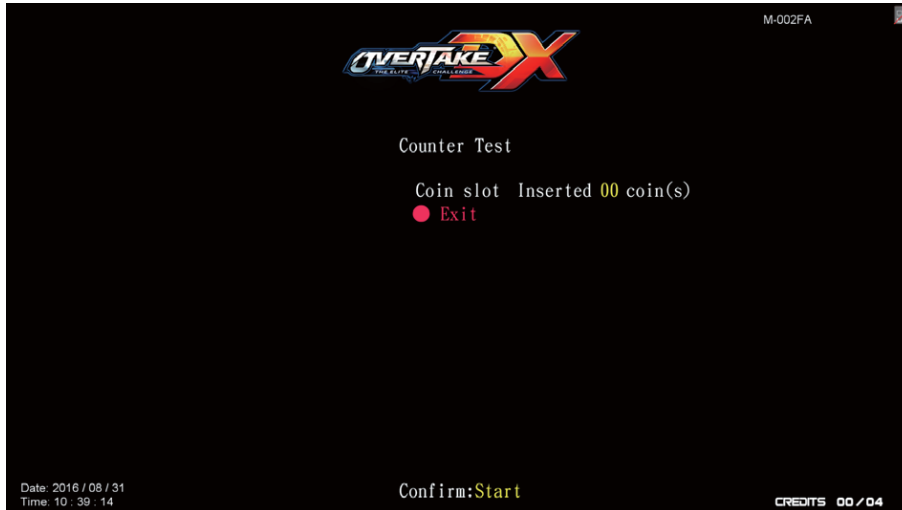 M-002FA
OVERTAKE DX
THE ELITE CHALLENGE
Counter Test
Coin slot Inserted 00 coin(s)
Exit
Date: 2016 / 08 / 31
Time: 10 : 39 : 14
Confirm:Start
CREDITS 00/04